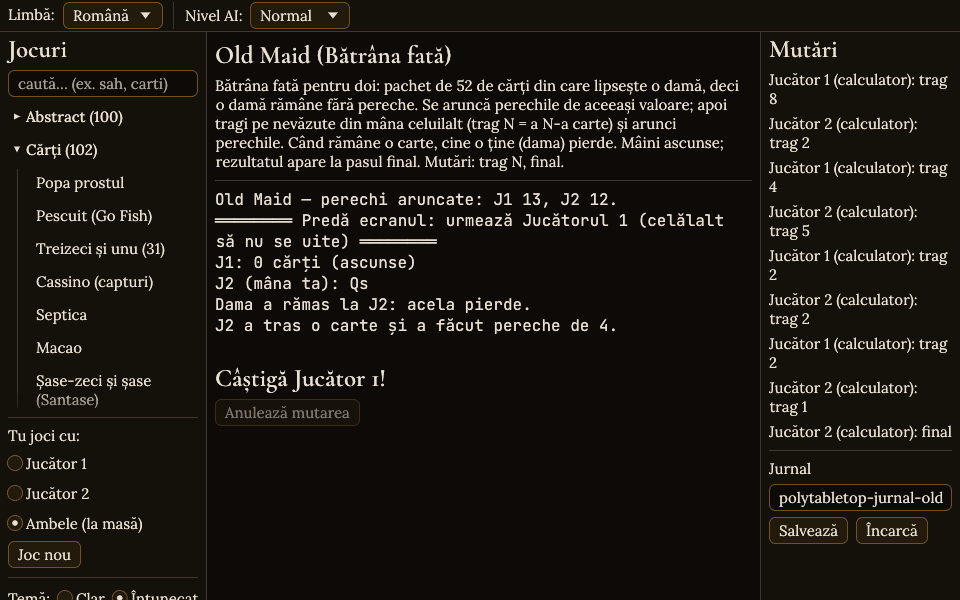 Limbă: Română ▼ Nivel AI: Normal ▼
Jocuri
caută... (ex. sah, carti)
▸ Abstract (100)
▾ Cărți (102)
Popa prostul
Pescuit (Go Fish)
Treizeci și unu (31)
Cassino (capturi)
Septica
Macao
Șase-zeci și șase
(Santase)
Tu joci cu:
Jucător 1
Jucător 2
Ambele (la masă)
Joc nou
Temă: Clar Întunecat
Old Maid (Bătrâna fată)
Bătrâna fată pentru doi: pachet de 52 de cărți din care lipsește o damă, deci
o damă rămâne fără pereche. Se aruncă perechile de aceeași valoare; apoi
tragi pe nevăzute din mâna celuilalt (trag N = a N-a carte) și arunci
perechile. Când rămâne o carte, cine o ține (dama) pierde. Mâini ascunse;
rezultatul apare la pasul final. Mutări: trag N, final.
Old Maid — perechi aruncate: J1 13, J2 12.
════════ Predă ecranul: urmează Jucătorul 1 (celălalt
să nu se uite) ════════
J1: 0 cărți (ascunse)
J2 (mâna ta): Qs
Dama a rămas la J2: acela pierde.
J2 a tras o carte și a făcut pereche de 4.
Câștigă Jucător 1!
Anulează mutarea
Mutări
Jucător 1 (calculator): trag
8
Jucător 2 (calculator):
trag 2
Jucător 1 (calculator): trag
4
Jucător 2 (calculator):
trag 5
Jucător 1 (calculator): trag
2
Jucător 2 (calculator):
trag 2
Jucător 1 (calculator): trag
2
Jucător 2 (calculator):
trag 1
Jucător 2 (calculator): final
Jurnal
polytabletop-jurnal-old
Salvează Încarcă